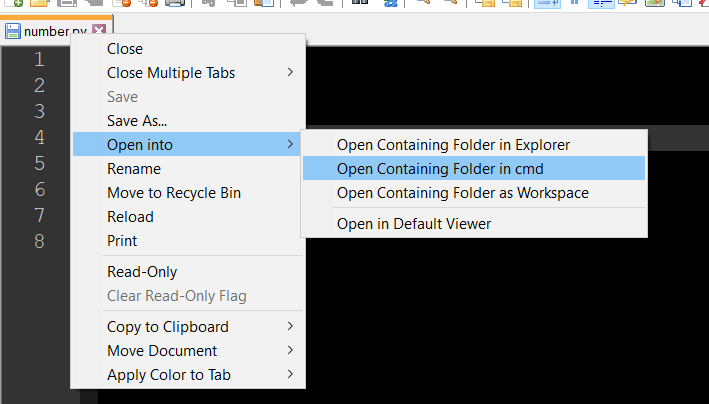 number.py
1
2
3
4
5
6
7
8
Close
Close Multiple Tabs
Save
Save As...
Open into
Rename
Move to Recycle Bin
Reload
Print
Read-Only
Clear Read-Only Flag
Copy to Clipboard
Move Document
Apply Color to Tab
Open Containing Folder in Explorer
Open Containing Folder in cmd
Open Containing Folder as Workspace
Open in Default Viewer